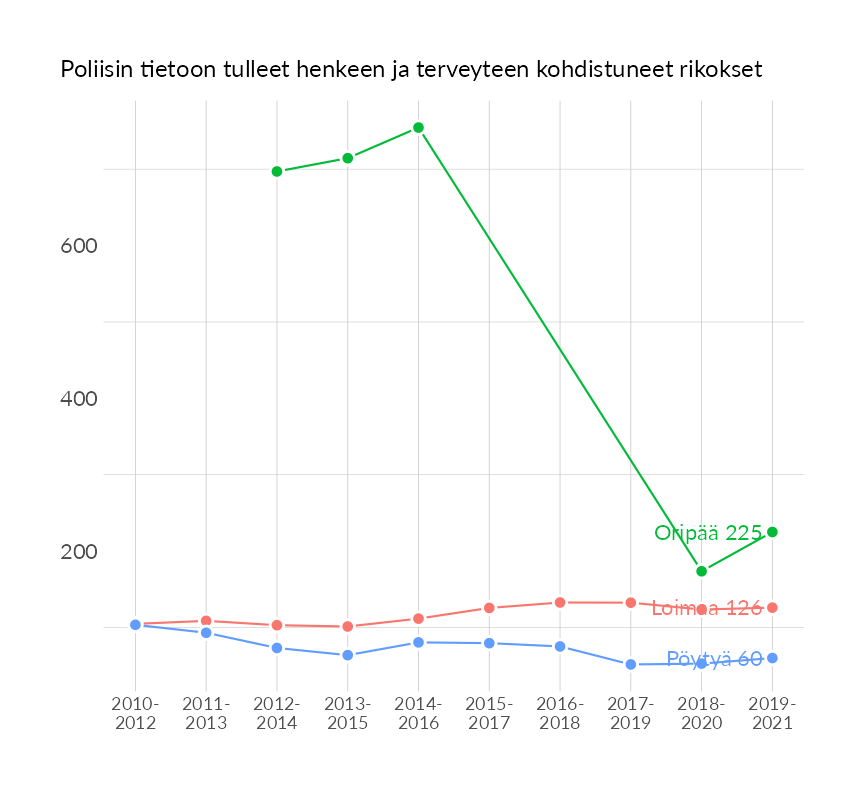 Poliisin tietoon tulleet henkeen ja terveyteen kohdistuneet rikokset
600
400
200
Oripää 225
Loimaa 126
Pöytyä 60
2010- 2011- 2012- 2013- 2014- 2015- 2016- 2017- 2018- 2019-
2012 2013 2014 2015 2016 2017 2018 2019 2020 2021